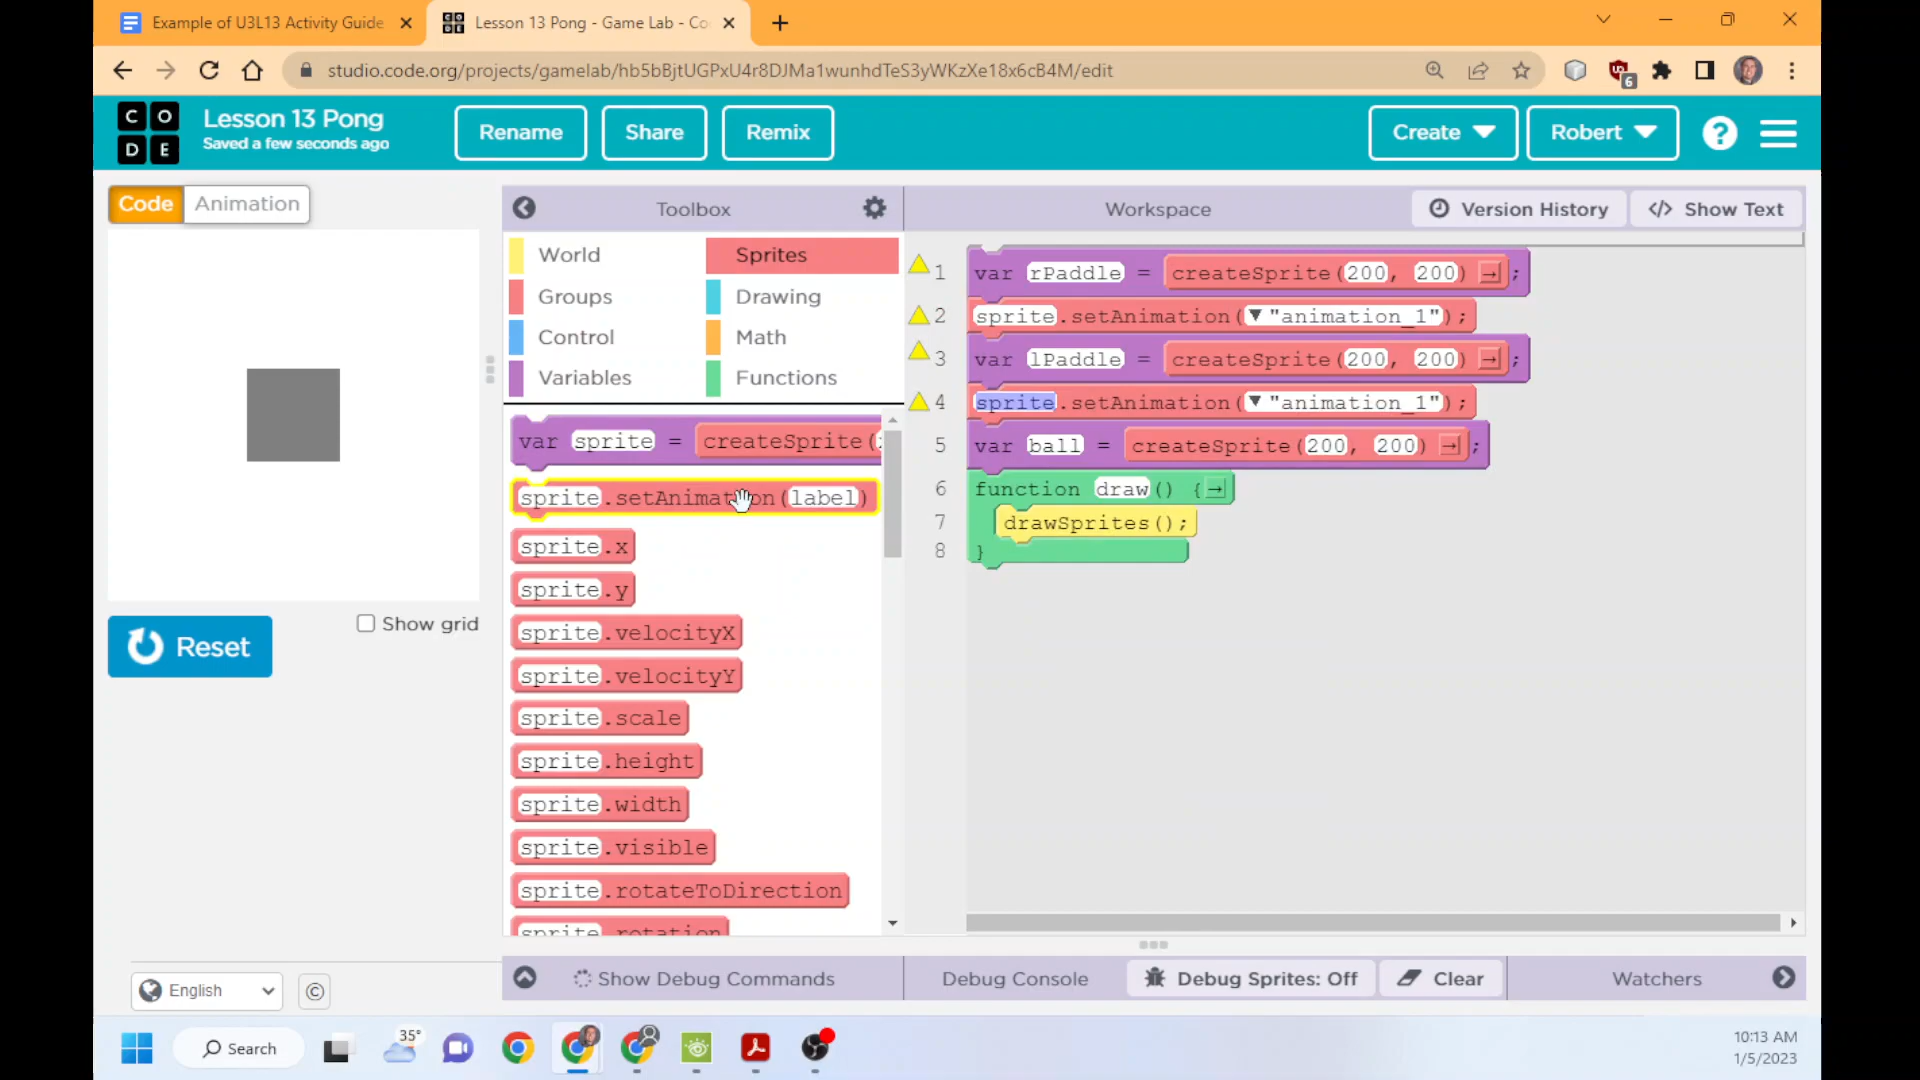 Example of U3L13 Activity Guide
Lesson 13 Pong - Game Lab - Co
studio.code.org/projects/gamelab/hb5bBjtUGPxU4r8DJMa1wunhdTeS3yWKzXe18x6cB4M/edit
6
C O
D E
Lesson 13 Pong
Saved a few seconds ago
Rename
Share
Remix
Create
Robert
?
Code
Animation
Toolbox
Workspace
Version History
</> Show Text
World
Sprites
Groups
Drawing
Control
Math
Variables
Functions
var sprite = createSprite(
sprite.setAnimation(label)
sprite.x
sprite.y
sprite.velocityX
sprite.velocityY
sprite.scale
sprite.height
sprite.width
sprite.visible
sprite.rotateToDirection
sprite.rotation
1 var rPaddle = createSprite(200, 200) ;
2 sprite.setAnimation(▼"animation_1");
3 var lPaddle = createSprite(200, 200) ;
4 sprite.setAnimation(▼"animation_1");
5 var ball = createSprite(200, 200) ;
6 function draw() {
7 drawSprites();
8 }
Reset
Show grid
English
©
Show Debug Commands
Debug Console
Debug Sprites: Off
Clear
Watchers
Search
35°
10:13 AM
1/5/2023